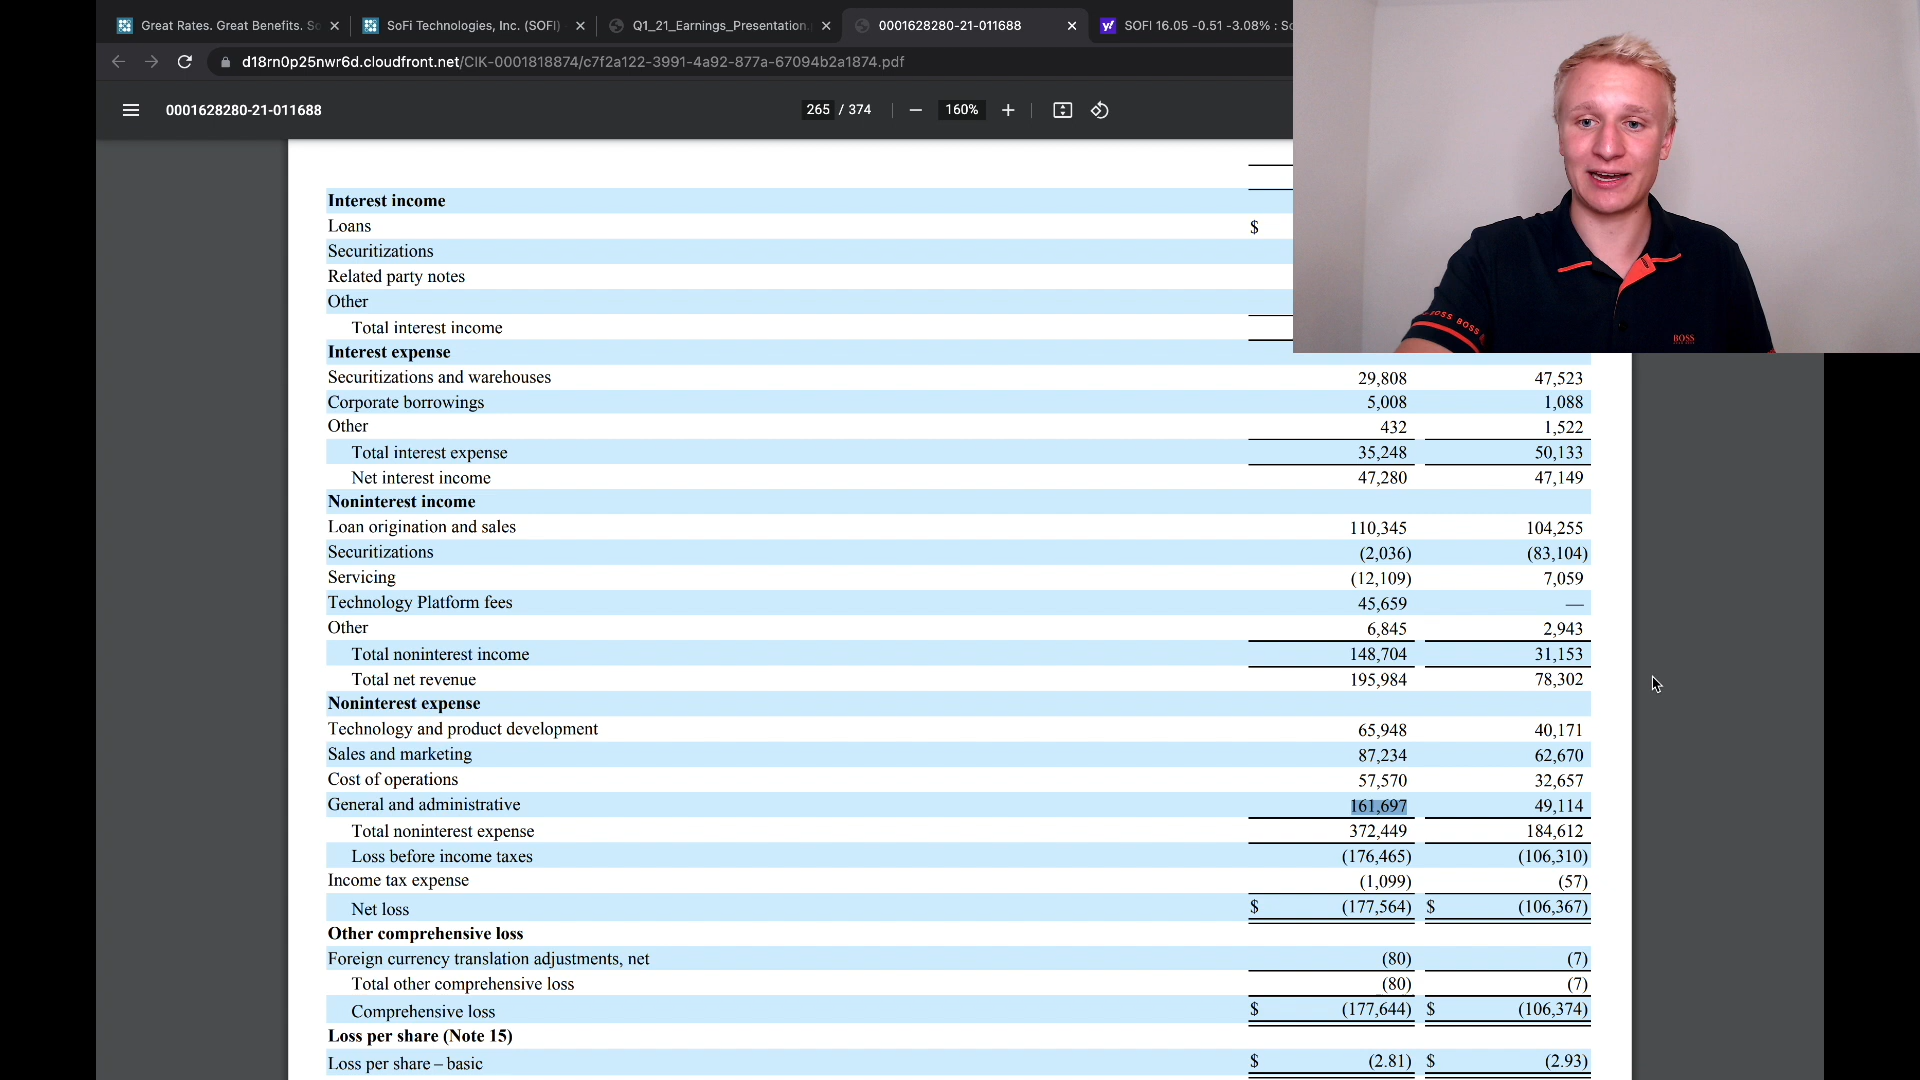 Great Rates. Great Benefits. So
SoFi Technologies, Inc. (SOFI)
Q1_21_Earnings_Presentation.
0001628280-21-011688
SOFI 16.05 -0.51 -3.08% : So
d18rn0p25nwr6d.cloudfront.net/CIK-0001818874/c7f2a122-3991-4a92-877a-67094b2a1874.pdf
0001628280-21-011688
265 / 374
160%
Interest income
Loans $
Securitizations
Related party notes
Other
Total interest income
Interest expense
Securitizations and warehouses 29,808 47,523
Corporate borrowings 5,008 1,088
Other 432 1,522
Total interest expense 35,248 50,133
Net interest income 47,280 47,149
Noninterest income
Loan origination and sales 110,345 104,255
Securitizations (2,036) (83,104)
Servicing (12,109) 7,059
Technology Platform fees 45,659 —
Other 6,845 2,943
Total noninterest income 148,704 31,153
Total net revenue 195,984 78,302
Noninterest expense
Technology and product development 65,948 40,171
Sales and marketing 87,234 62,670
Cost of operations 57,570 32,657
General and administrative 161,697 49,114
Total noninterest expense 372,449 184,612
Loss before income taxes (176,465) (106,310)
Income tax expense (1,099) (57)
Net loss $ (177,564) $ (106,367)
Other comprehensive loss
Foreign currency translation adjustments, net (80) (7)
Total other comprehensive loss (80) (7)
Comprehensive loss $ (177,644) $ (106,374)
Loss per share (Note 15)
Loss per share – basic $ (2.81) $ (2.93)
BOSS BOSS
BOSS